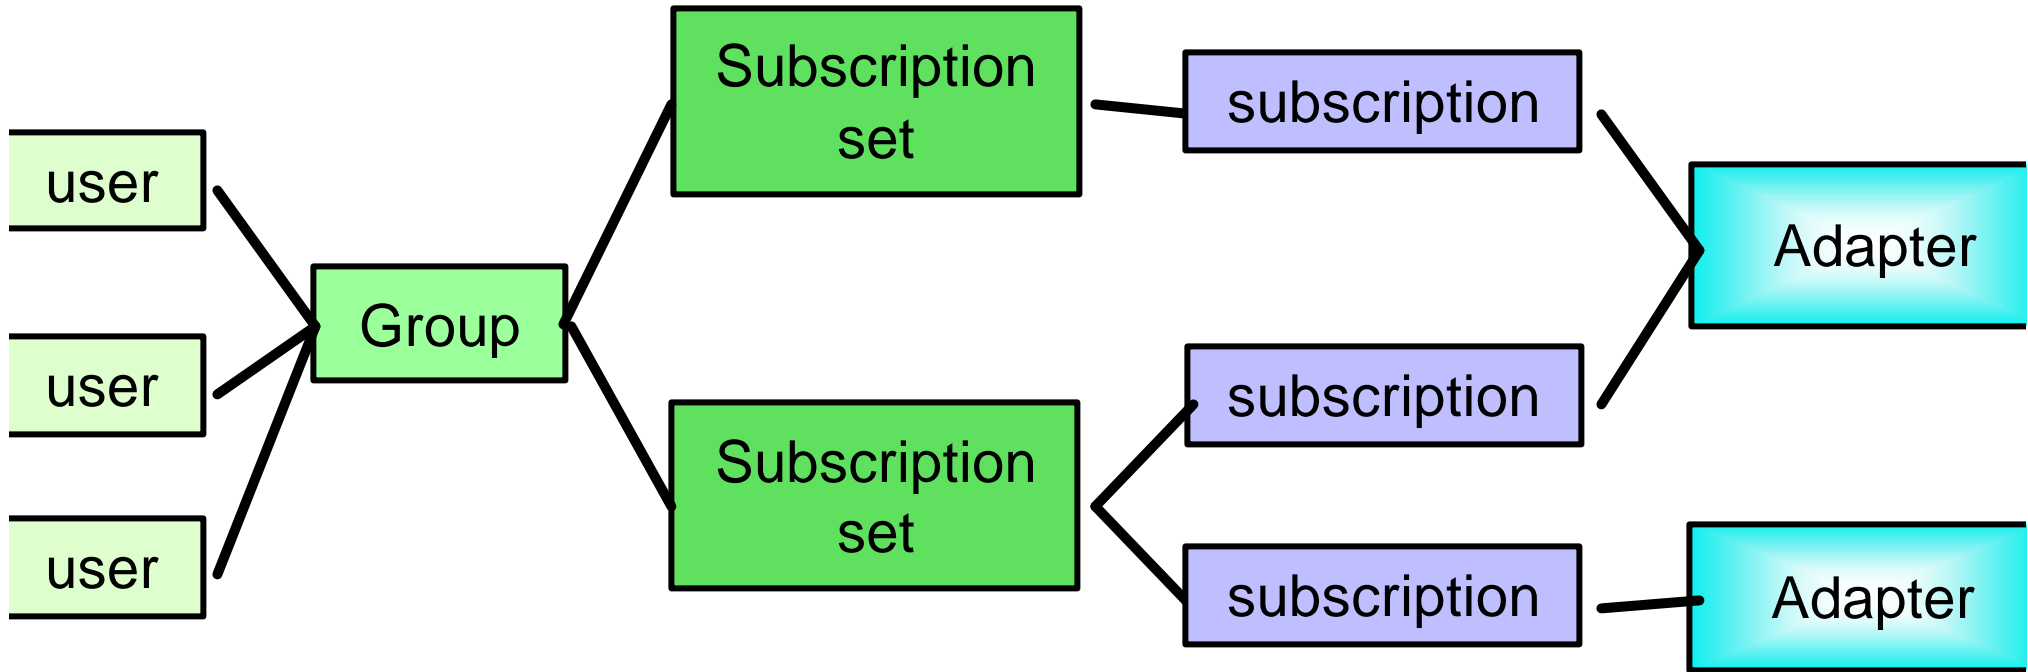 user
user
user
Group
Subscription
set
Subscription
set
subscription
subscription
subscription
Adapter
Adapter